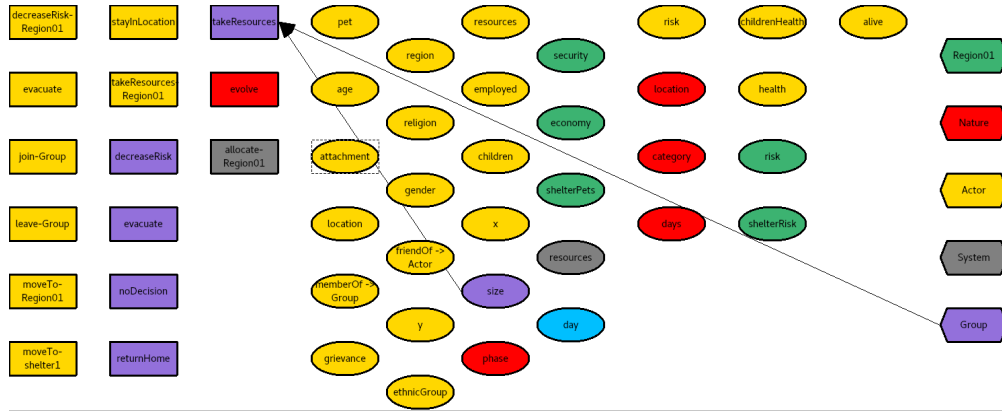 decreaseRisk-
Region01
stayInLocation
takeResources
pet
resources
risk
childrenHealth
alive
region
security
Region01
evacuate
takeResources-
Region01
evolve
age
employed
location
health
religion
economy
Nature
join-Group
decreaseRisk
allocate-
Region01
attachment
children
category
risk
gender
shelterPets
Actor
leave-Group
evacuate
location
x
days
shelterRisk
friendOf ->
Actor
resources
System
moveTo-
Region01
noDecision
memberOf ->
Group
size
y
day
Group
moveTo-
shelter1
returnHome
grievance
phase
ethnicGroup